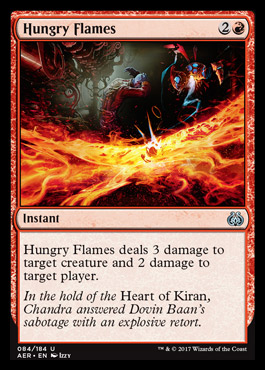 Hungry Flames 2
Instant
Hungry Flames deals 3 damage to
target creature and 2 damage to
target player.
In the hold of the Heart of Kiran,
Chandra answered Dovin Baan's
sabotage with an explosive retort.
084/184 U
AER • EN Izzy
™ & © 2017 Wizards of the Coast